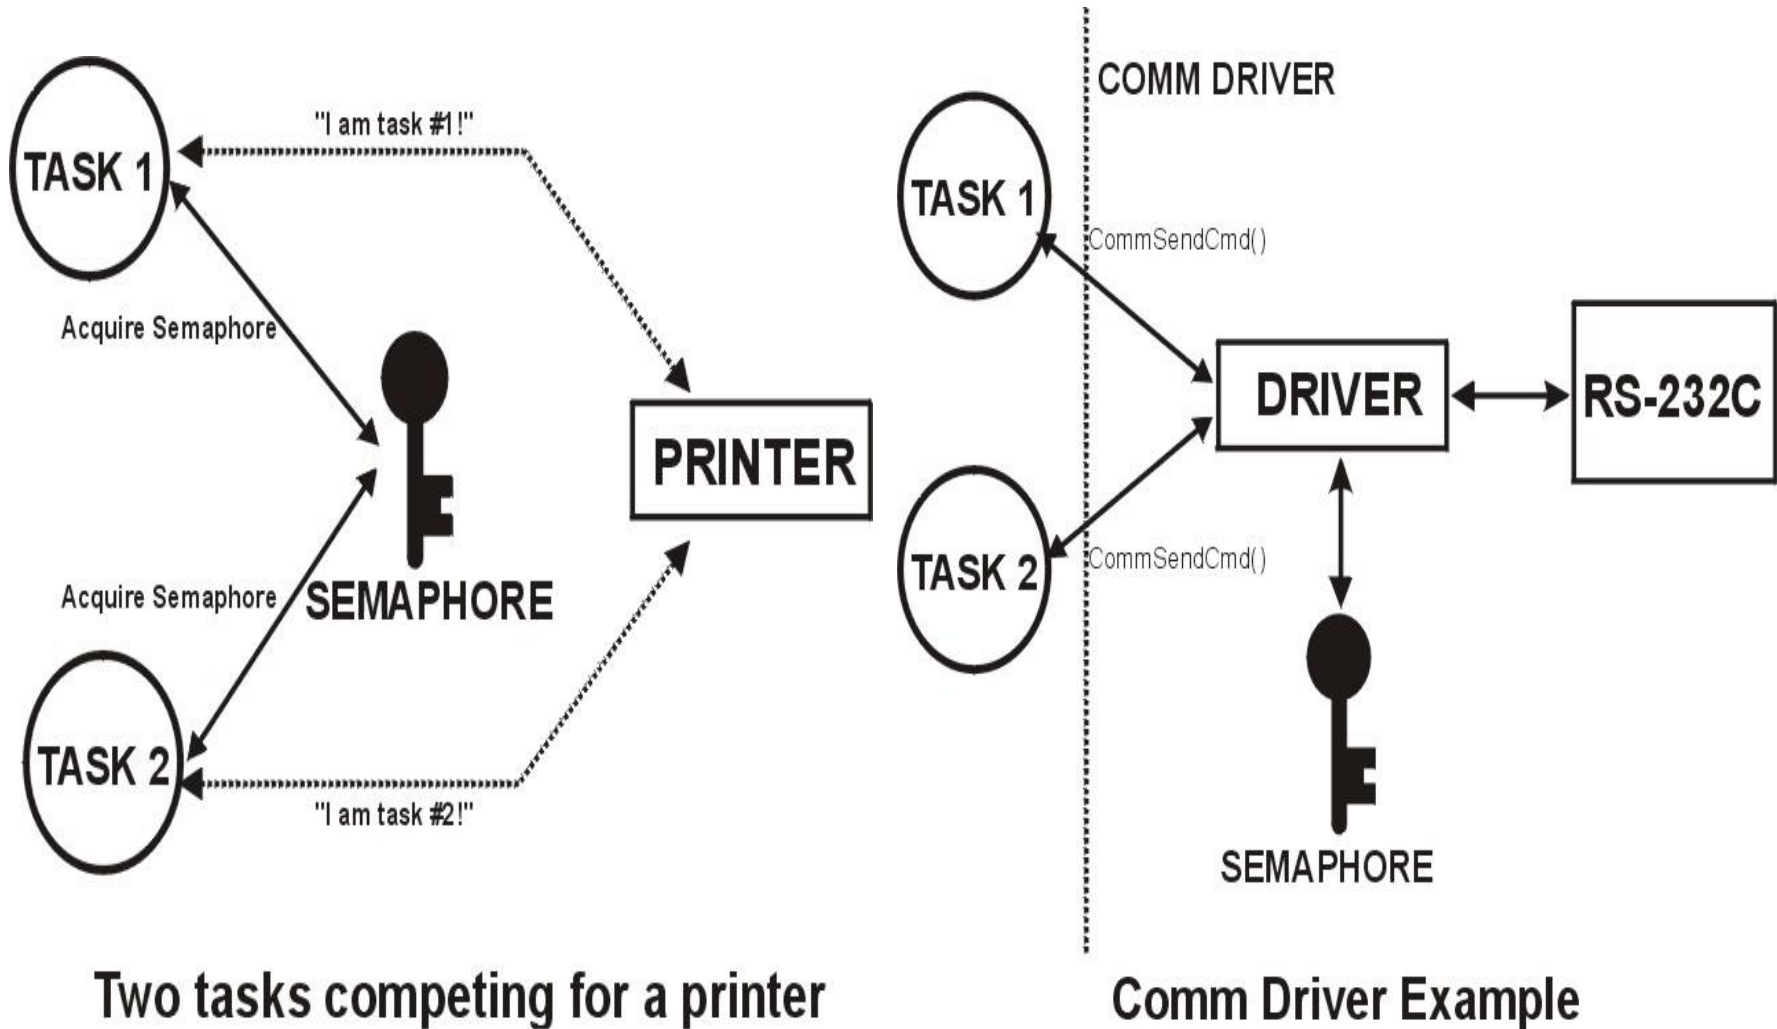 "I am task #1!"
TASK 1
Acquire Semaphore
PRINTER
Acquire Semaphore
SEMAPHORE
TASK 2
"I am task #2!"
Two tasks competing for a printer
COMM DRIVER
TASK 1
CommSendCmd()
DRIVER
RS-232C
CommSendCmd()
TASK 2
SEMAPHORE
Comm Driver Example